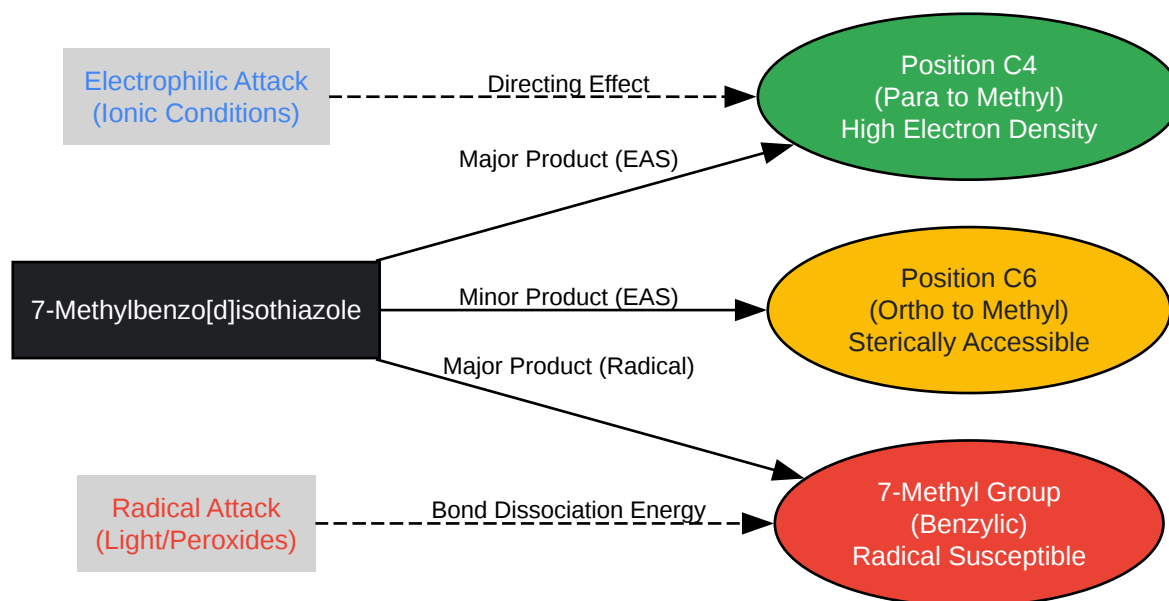 Electrophilic Attack
(Ionic Conditions)
Directing Effect
Position C4
(Para to Methyl)
High Electron Density
Major Product (EAS)
7-Methylbenzo[d]isothiazole
Minor Product (EAS)
Position C6
(Ortho to Methyl)
Sterically Accessible
Major Product (Radical)
Radical Attack
(Light/Peroxides)
Bond Dissociation Energy
7-Methyl Group
(Benzylic)
Radical Susceptible